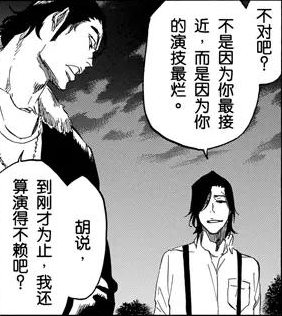 不对吧？
不是因为你最接
近，而是因为你
的演技最烂。
胡说，
到刚才为止，我还
算演得不赖吧？